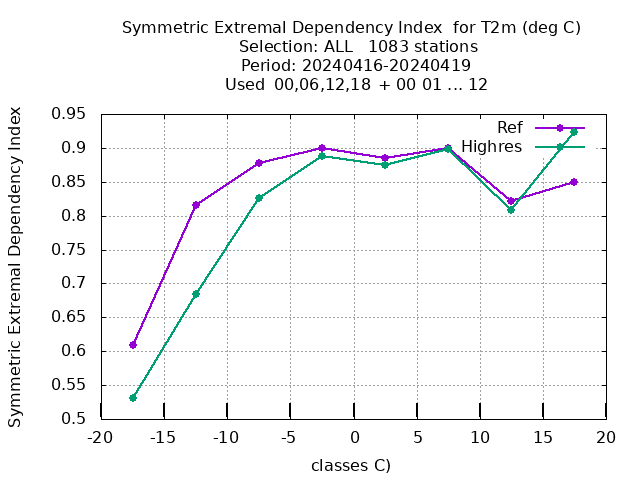 Symmetric Extremal Dependency Index  for T2m (deg C)
Selection: ALL   1083 stations
Period: 20240416-20240419
Used  00,06,12,18 + 00 01 ... 12
Symmetric Extremal Dependency Index
0.95
0.9
0.85
0.8
0.75
0.7
0.65
0.6
0.55
0.5
Ref
Highres
-20 -15 -10 -5 0 5 10 15 20
classes C)